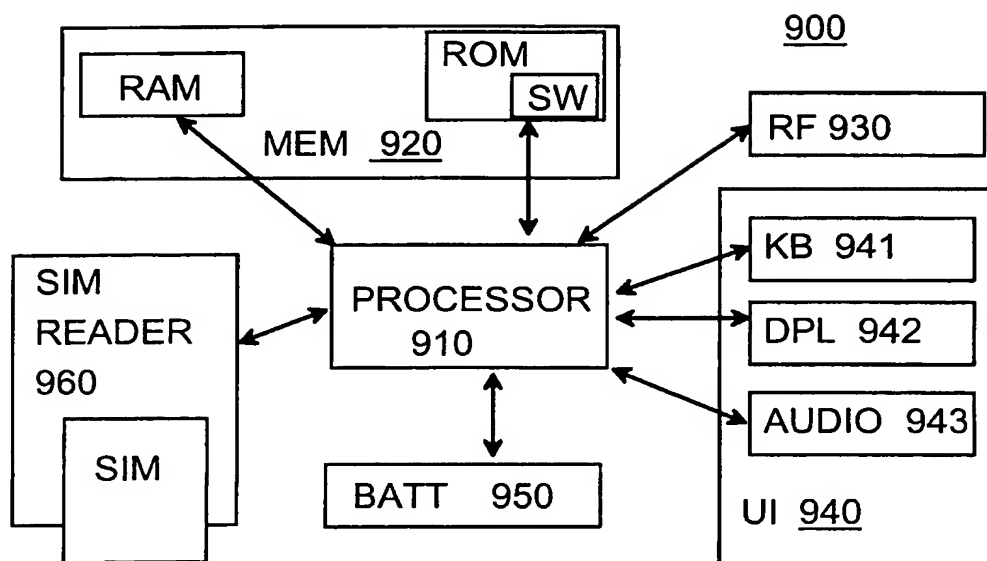 900
RAM
ROM
SW
MEM 920
RF 930
KB 941
DPL 942
AUDIO 943
UI 940
PROCESSOR
910
SIM
READER
960
SIM
BATT 950